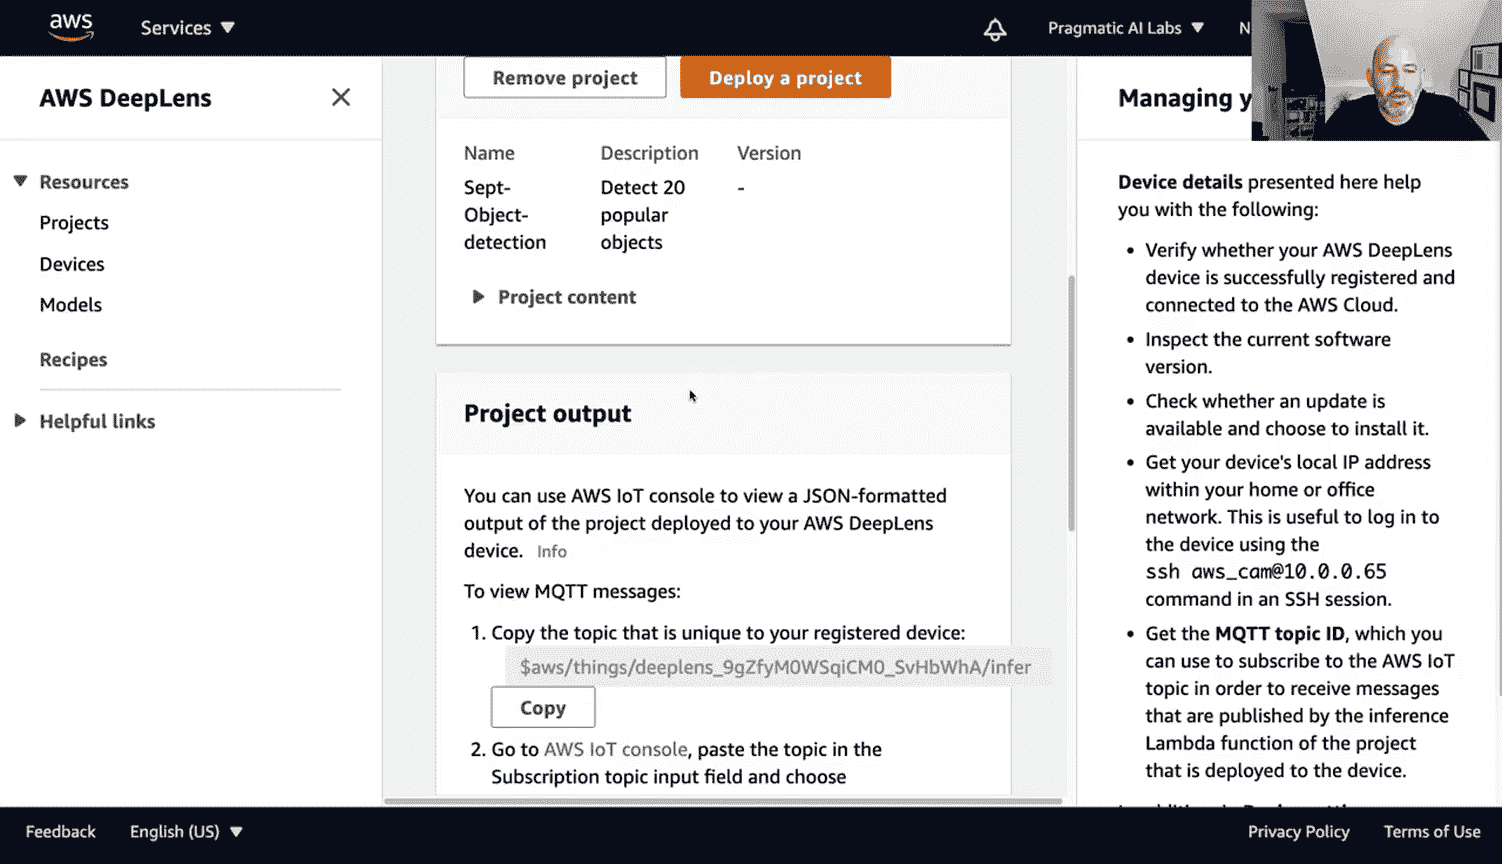 aws
Services
Pragmatic AI Labs
N
AWS DeepLens
Resources
Projects
Devices
Models
Recipes
Helpful links
Remove project
Deploy a project
Name
Description
Version
Sept-
Object-
detection
Detect 20
popular
objects
-
Project content
Project output
You can use AWS IoT console to view a JSON-formatted
output of the project deployed to your AWS DeepLens
device. Info
To view MQTT messages:
1. Copy the topic that is unique to your registered device:
$aws/things/deeplens_9gZfyM0WSqiCM0_SvHbWhA/infer
Copy
2. Go to AWS IoT console, paste the topic in the
Subscription topic input field and choose
Managing y
Device details presented here help
you with the following:
• Verify whether your AWS DeepLens
device is successfully registered and
connected to the AWS Cloud.
• Inspect the current software
version.
• Check whether an update is
available and choose to install it.
• Get your device's local IP address
within your home or office
network. This is useful to log in to
the device using the
ssh aws_cam@10.0.0.65
command in an SSH session.
• Get the MQTT topic ID, which you
can use to subscribe to the AWS IoT
topic in order to receive messages
that are published by the inference
Lambda function of the project
that is deployed to the device.
Feedback
English (US)
Privacy Policy
Terms of Use